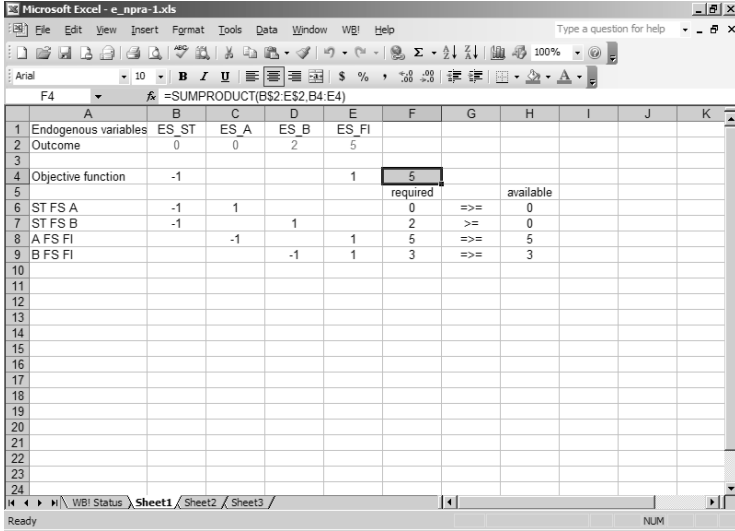 Microsoft Excel - e_npra-1.xls
File Edit View Insert Format Tools Data Window WB! Help Type a question for help
100%
Arial 10 B I U $ % ,
F4 fx =SUMPRODUCT(B$2:E$2,B4:E4)
A B C D E F G H I J K
1 Endogenous variables ES_ST ES_A ES_B ES_FI
2 Outcome 0 0 2 5
3
4 Objective function -1 1 5
5 required available
6 ST FS A -1 1 0 =>= 0
7 ST FS B -1 1 2 >= 0
8 A FS FI -1 1 5 =>= 5
9 B FS FI -1 1 3 =>= 3
10
11
12
13
14
15
16
17
18
19
20
21
22
23
24
WB! Status Sheet1 Sheet2 Sheet3
Ready NUM